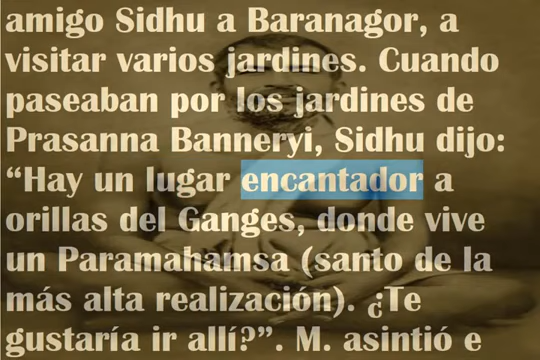 amigo Sidhu a Baranagor, a
visitar varios jardines. Cuando
paseaban por los jardines de
Prasanna Banneryi, Sidhu dijo:
“Hay un lugar encantador a
orillas del Ganges, donde vive
un Paramahamsa (santo de la
más alta realización). ¿Te
gustaría ir allí?”. M. asintió e